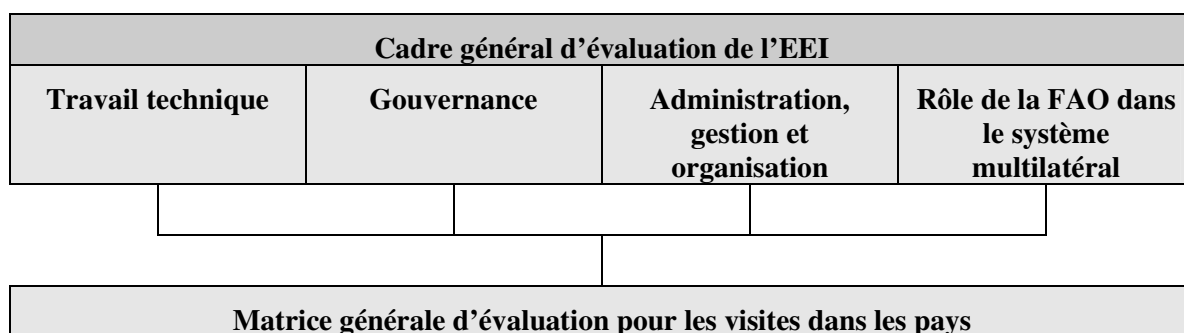 Cadre général d’évaluation de l’EEI
Travail technique
Gouvernance
Administration,
gestion et
organisation
Rôle de la FAO dans
le système
multilatéral
Matrice générale d’évaluation pour les visites dans les pays